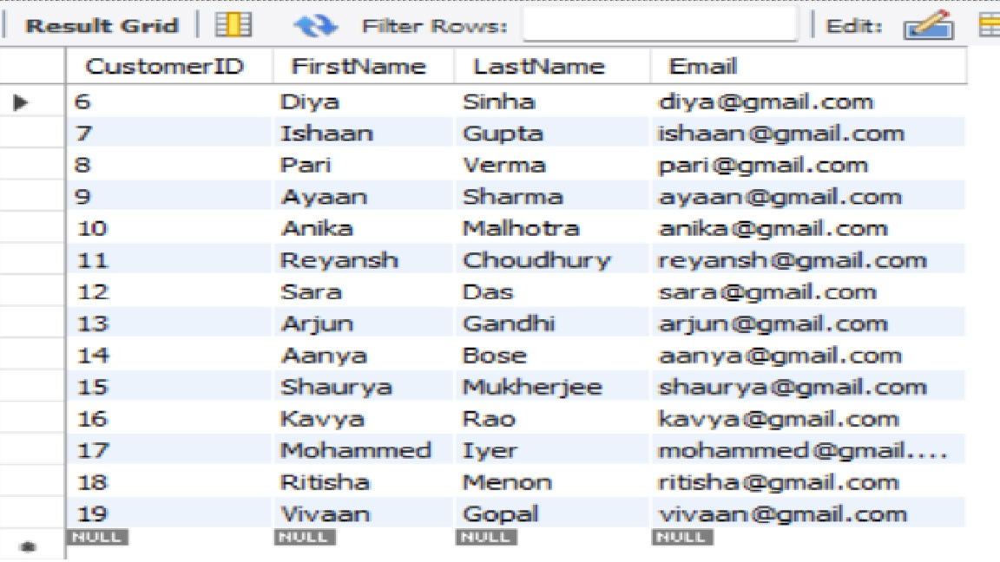 Result Grid Filter Rows: Edit:
CustomerID FirstName LastName Email
6 Diya Sinha diya@gmail.com
7 Ishaan Gupta ishaan@gmail.com
8 Pari Verma pari@gmail.com
9 Ayaan Sharma ayaan@gmail.com
10 Anika Malhotra anika@gmail.com
11 Reyansh Choudhury reyansh@gmail.com
12 Sara Das sara@gmail.com
13 Arjun Gandhi arjun@gmail.com
14 Aanya Bose aanya@gmail.com
15 Shaurya Mukherjee shaurya@gmail.com
16 Kavya Rao kavya@gmail.com
17 Mohammed Iyer mohammed@gmail....
18 Ritisha Menon ritisha@gmail.com
19 Vivaan Gopal vivaan@gmail.com
NULL NULL NULL NULL